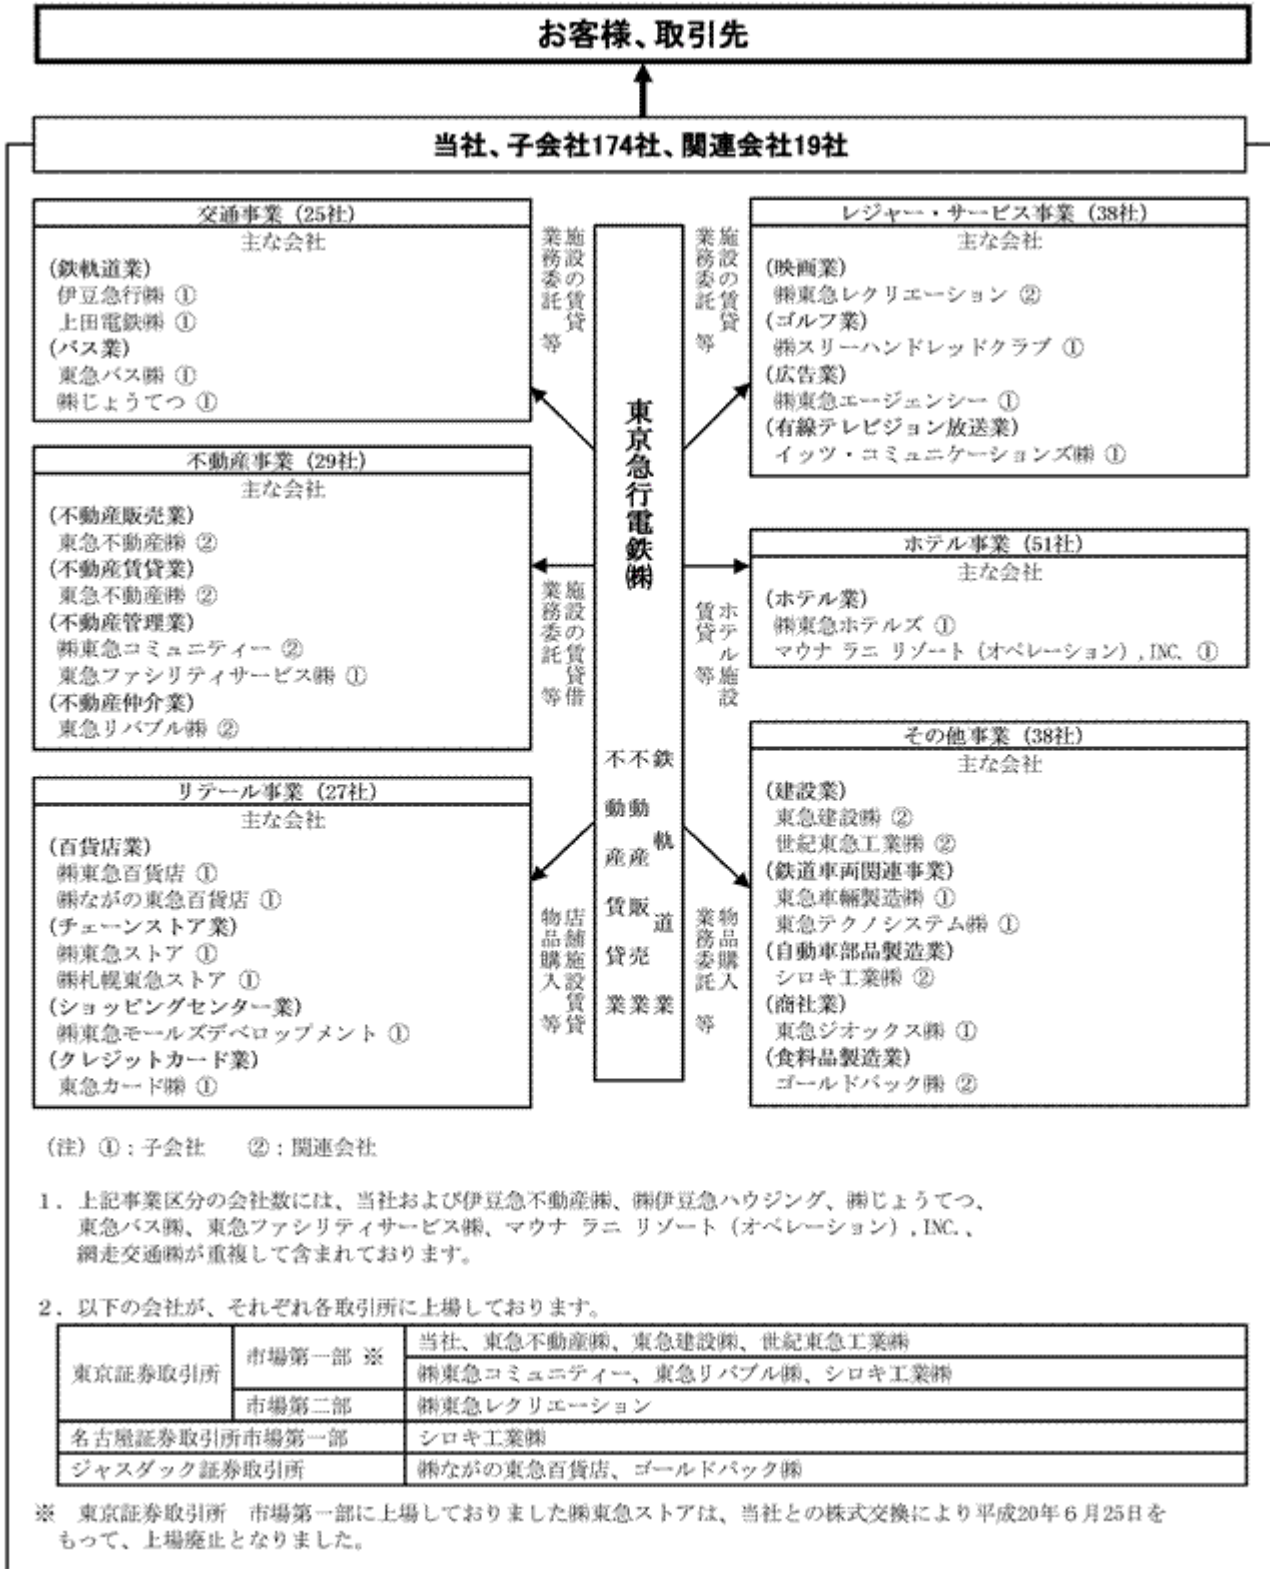 お客様、取引先
当社、子会社174社、関連会社19社
交通事業（25社）
主な会社
（鉄軌道業）
伊豆急行㈱ ①
上田電鉄㈱ ①
（バス業）
東急バス㈱ ①
㈱じょうてつ ①
施設の賃貸
業務委託 等
不動産事業（29社）
主な会社
（不動産販売業）
東急不動産㈱ ②
（不動産賃貸業）
東急不動産㈱ ②
（不動産管理業）
㈱東急コミュニティー ②
東急ファシリティサービス㈱ ①
（不動産仲介業）
東急リバブル㈱ ②
施設の賃貸借
業務委託 等
リテール事業（27社）
主な会社
（百貨店業）
㈱東急百貨店 ①
㈱ながの東急百貨店 ①
（チェーンストア業）
㈱東急ストア ①
㈱札幌東急ストア ①
（ショッピングセンター業）
㈱東急モールズデベロップメント ①
（クレジットカード業）
東急カード㈱ ①
店舗施設賃貸
物品購入 等
東京急行電鉄㈱
鉄軌道業
不動産販売業
不動産賃貸業
施設の賃貸
業務委託 等
レジャー・サービス事業（38社）
主な会社
（映画業）
㈱東急レクリエーション ②
（ゴルフ業）
㈱スリーハンドレッドクラブ ①
（広告業）
㈱東急エージェンシー ①
（有線テレビジョン放送業）
イッツ・コミュニケーションズ㈱ ①
ホテル施設
賃貸 等
ホテル事業（51社）
主な会社
（ホテル業）
㈱東急ホテルズ ①
マウナ ラニ リゾート（オペレーション）,INC. ①
物品購入
業務委託 等
その他事業（38社）
主な会社
（建設業）
東急建設㈱ ②
世紀東急工業㈱ ②
（鉄道車両関連事業）
東急車輛製造㈱ ①
東急テクノシステム㈱ ①
（自動車部品製造業）
シロキ工業㈱ ②
（商社業）
東急ジオックス㈱ ①
（食料品製造業）
ゴールドパック㈱ ②
（注）①：子会社　②：関連会社
１．上記事業区分の会社数には、当社および伊豆急不動産㈱、㈱伊豆急ハウジング、㈱じょうてつ、
東急バス㈱、東急ファシリティサービス㈱、マウナ ラニ リゾート（オペレーション）,INC.、
網走交通㈱が重複して含まれております。
２．以下の会社が、それぞれ各取引所に上場しております。
東京証券取引所
市場第一部 ※
当社、東急不動産㈱、東急建設㈱、世紀東急工業㈱
㈱東急コミュニティー、東急リバブル㈱、シロキ工業㈱
市場第二部
㈱東急レクリエーション
名古屋証券取引所市場第一部
シロキ工業㈱
ジャスダック証券取引所
㈱ながの東急百貨店、ゴールドパック㈱
※　東京証券取引所　市場第一部に上場しておりました㈱東急ストアは、当社との株式交換により平成20年６月25日を
もって、上場廃止となりました。